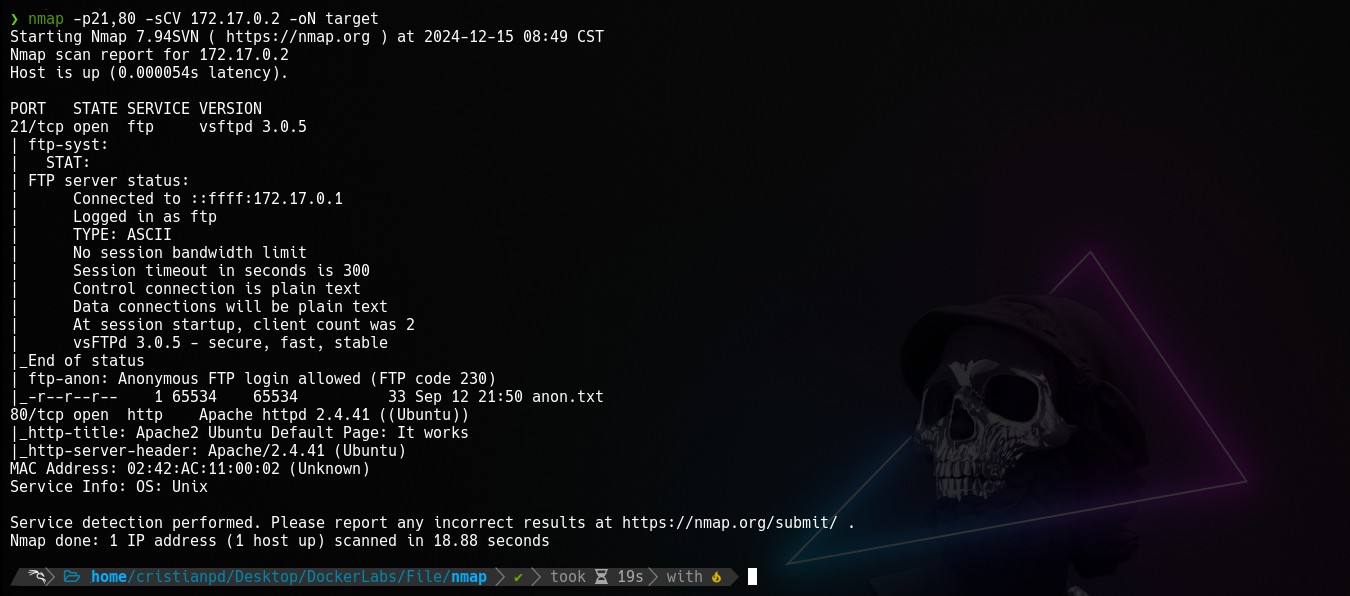 ❯ nmap -p21,80 -sCV 172.17.0.2 -oN target
Starting Nmap 7.94SVN ( https://nmap.org ) at 2024-12-15 08:49 CST
Nmap scan report for 172.17.0.2
Host is up (0.000054s latency).
PORT   STATE SERVICE VERSION
21/tcp open  ftp     vsftpd 3.0.5
| ftp-syst:
|   STAT:
| FTP server status:
|      Connected to ::ffff:172.17.0.1
|      Logged in as ftp
|      TYPE: ASCII
|      No session bandwidth limit
|      Session timeout in seconds is 300
|      Control connection is plain text
|      Data connections will be plain text
|      At session startup, client count was 2
|      vsFTPd 3.0.5 - secure, fast, stable
|_End of status
| ftp-anon: Anonymous FTP login allowed (FTP code 230)
|_-r--r--r--    1 65534    65534          33 Sep 12 21:50 anon.txt
80/tcp open  http    Apache httpd 2.4.41 ((Ubuntu))
|_http-title: Apache2 Ubuntu Default Page: It works
|_http-server-header: Apache/2.4.41 (Ubuntu)
MAC Address: 02:42:AC:11:00:02 (Unknown)
Service Info: OS: Unix
Service detection performed. Please report any incorrect results at https://nmap.org/submit/ .
Nmap done: 1 IP address (1 host up) scanned in 18.88 seconds
home/cristianpd/Desktop/DockerLabs/File/nmap ✔ took 19s with